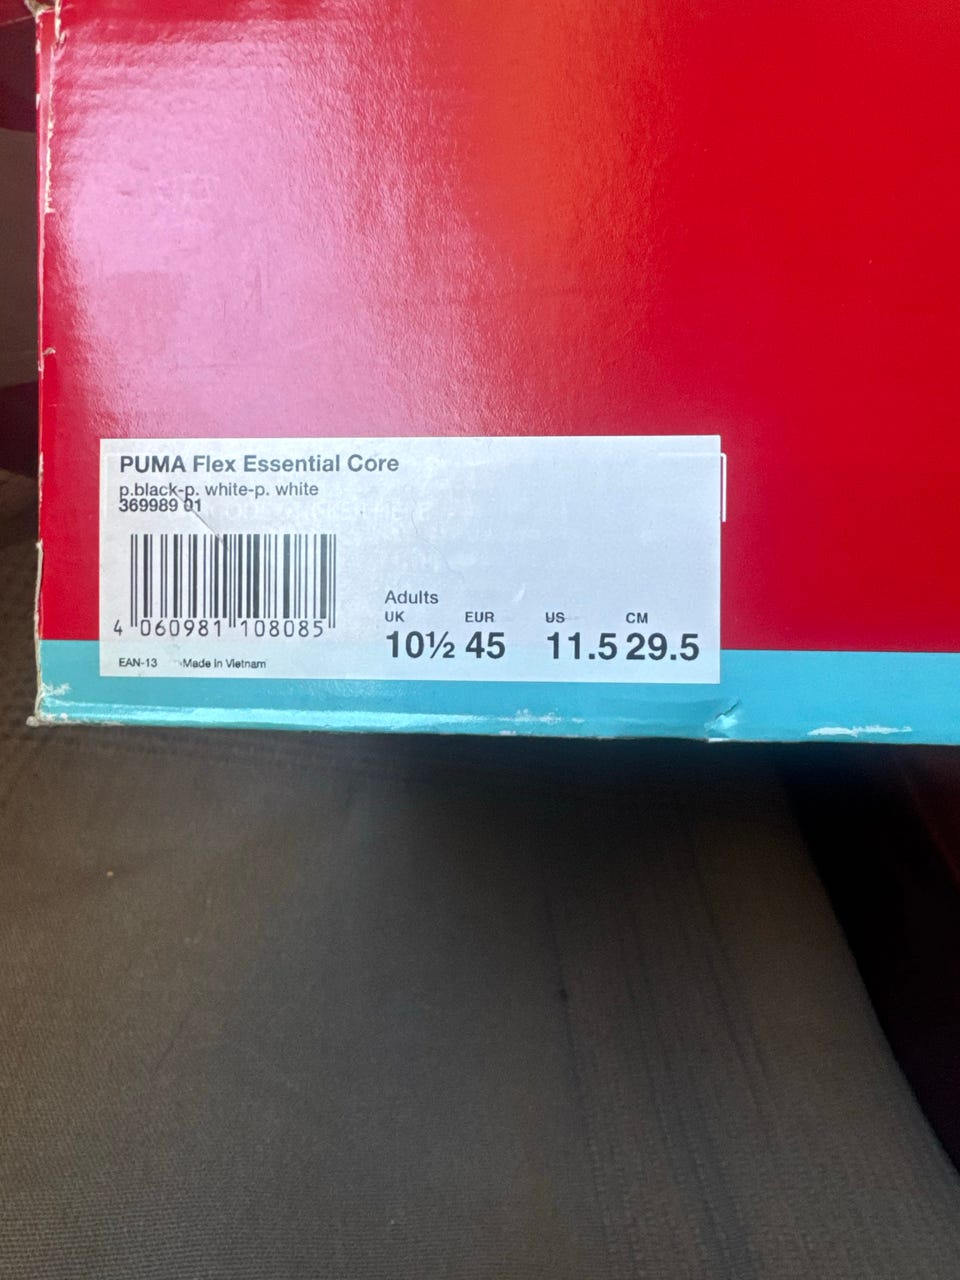 PUMA Flex Essential Core
p.black-p. white-p. white
369989 01
4 060981 108085
EAN-13 Made in Vietnam
Adults
UK EUR US CM
10½ 45 11.5 29.5